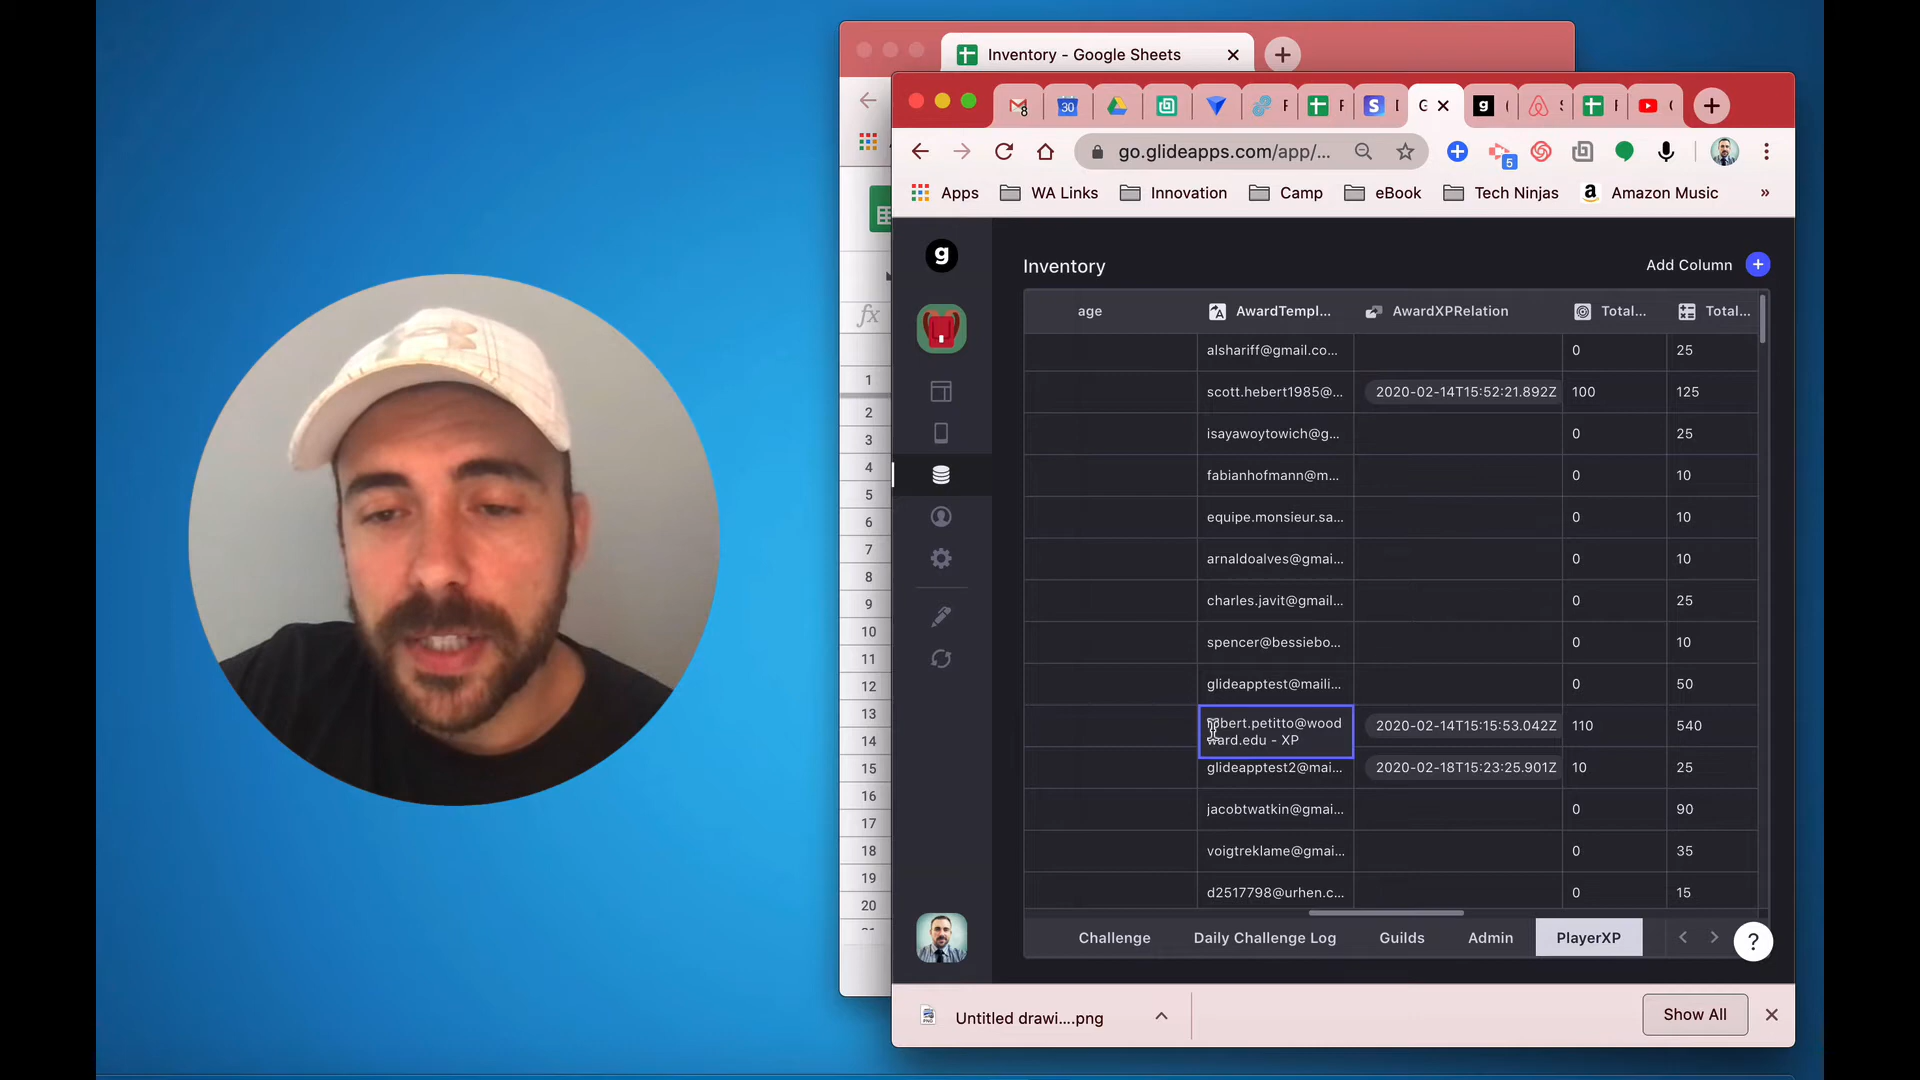 Inventory - Google Sheets
8
30
F
F
G
go.glideapps.com/app/...
5
Apps
WA Links
Innovation
Camp
eBook
Tech Ninjas
Amazon Music
»
g
Inventory
Add Column
age
AwardTempl...
AwardXPRelation
Total...
Total...
alshariff@gmail.co...
0
25
scott.hebert1985@...
2020-02-14T15:52:21.892Z
100
125
isayawoytowich@g...
0
25
fabianhofmann@m...
0
10
equipe.monsieur.sa...
0
10
arnaldoalves@gmai...
0
10
charles.javit@gmail...
0
25
spencer@bessiebo...
0
10
glideapptest@maili...
0
50
bert.petitto@wood
ward.edu - XP
2020-02-14T15:15:53.042Z
110
540
glideapptest2@mai...
2020-02-18T15:23:25.901Z
10
25
jacobtwatkin@gmai...
0
90
voigtreklame@gmai...
0
35
d2517798@urhen.c...
0
15
Challenge
Daily Challenge Log
Guilds
Admin
PlayerXP
?
Untitled drawi....png
Show All
fx
1
2
3
4
5
6
7
8
9
10
11
12
13
14
15
16
17
18
19
20